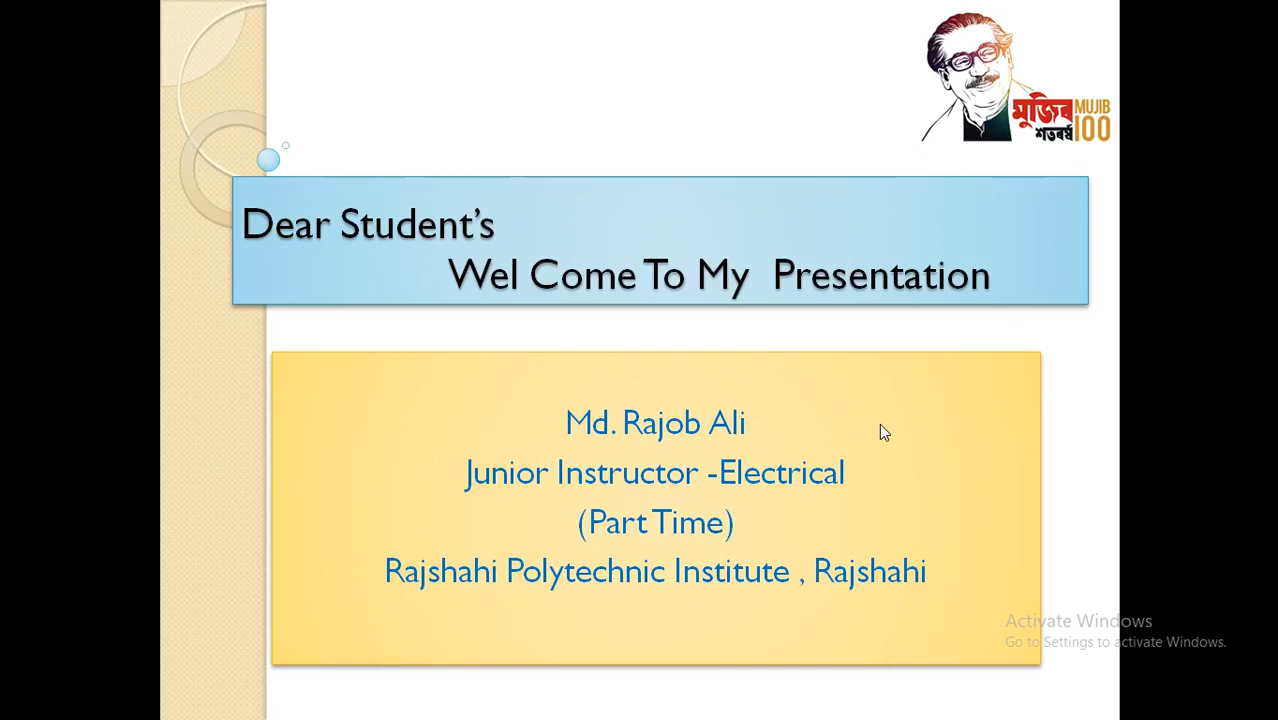 মুজিব MUJIB
শতবর্ষ 100
Dear Student’s
Wel Come To My Presentation
Md. Rajob Ali
Junior Instructor -Electrical
(Part Time)
Rajshahi Polytechnic Institute , Rajshahi
Activate Windows
Go to Settings to activate Windows.